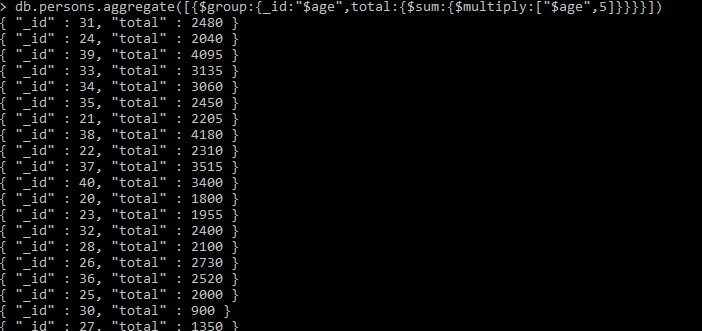 > db.persons.aggregate([{$group:{_id:"$age",total:{$sum:{$multiply:["$age",5]}}}}])
{ "_id" : 31, "total" : 2480 }
{ "_id" : 24, "total" : 2040 }
{ "_id" : 39, "total" : 4095 }
{ "_id" : 33, "total" : 3135 }
{ "_id" : 34, "total" : 3060 }
{ "_id" : 35, "total" : 2450 }
{ "_id" : 21, "total" : 2205 }
{ "_id" : 38, "total" : 4180 }
{ "_id" : 22, "total" : 2310 }
{ "_id" : 37, "total" : 3515 }
{ "_id" : 40, "total" : 3400 }
{ "_id" : 20, "total" : 1800 }
{ "_id" : 23, "total" : 1955 }
{ "_id" : 32, "total" : 2400 }
{ "_id" : 28, "total" : 2100 }
{ "_id" : 26, "total" : 2730 }
{ "_id" : 36, "total" : 2520 }
{ "_id" : 25, "total" : 2000 }
{ "_id" : 30, "total" : 900 }
{ "_id" : 27, "total" : 1350 }